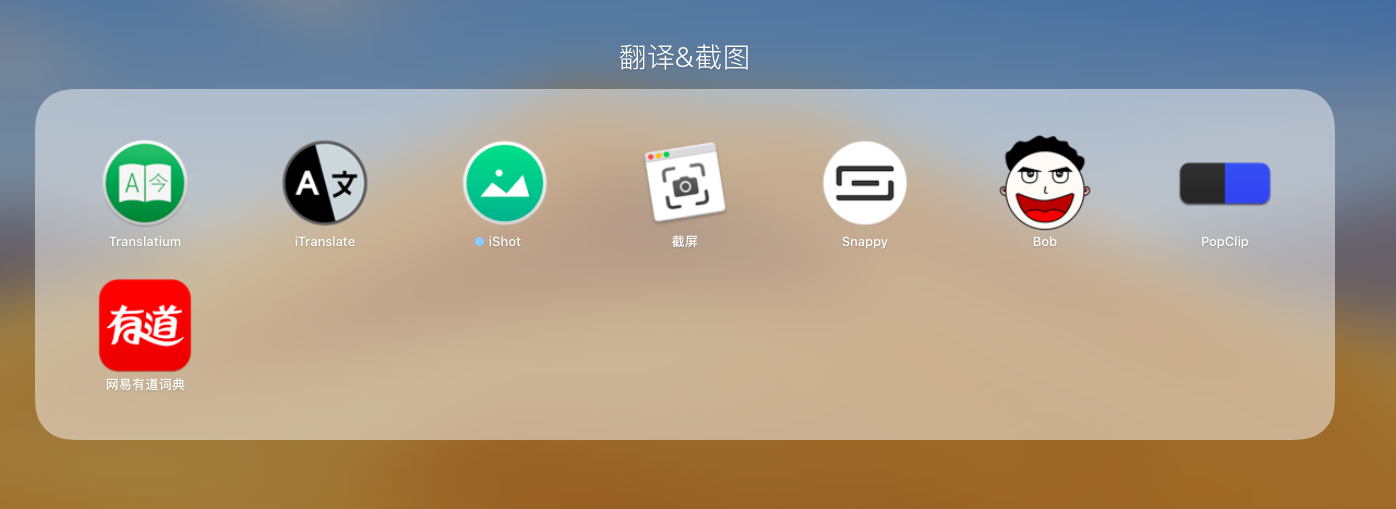 翻译&截图
A 今
A 文
Translatium
iTranslate
iShot
截屏
Snappy
Bob
PopClip
有道
网易有道词典